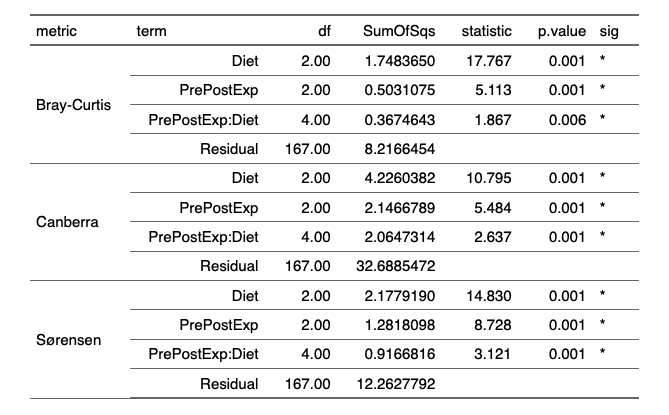 metric term df SumOfSqs statistic p.value sig
Diet 2.00 1.7483650 17.767 0.001 *
PrePostExp 2.00 0.5031075 5.113 0.001 *
Bray-Curtis
PrePostExp:Diet 4.00 0.3674643 1.867 0.006 *
Residual 167.00 8.2166454
Diet 2.00 4.2260382 10.795 0.001 *
PrePostExp 2.00 2.1466789 5.484 0.001 *
Canberra
PrePostExp:Diet 4.00 2.0647314 2.637 0.001 *
Residual 167.00 32.6885472
Diet 2.00 2.1779190 14.830 0.001 *
PrePostExp 2.00 1.2818098 8.728 0.001 *
Sørensen
PrePostExp:Diet 4.00 0.9166816 3.121 0.001 *
Residual 167.00 12.2627792